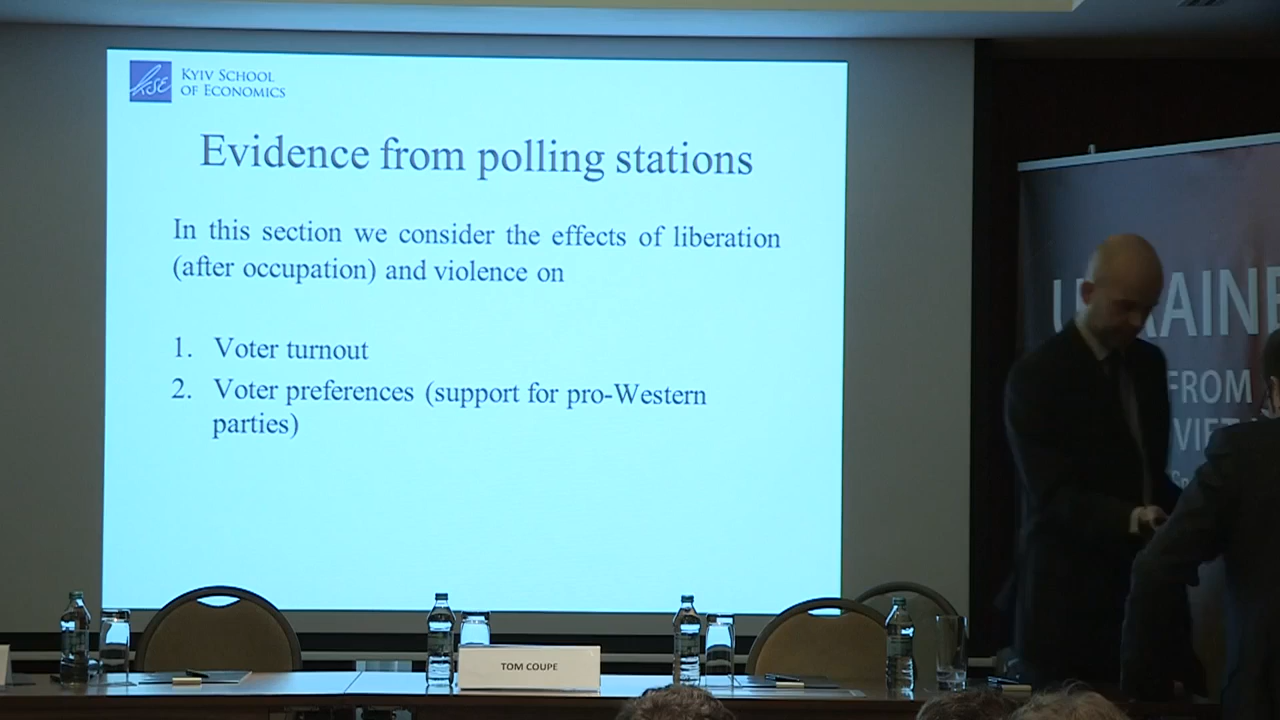 KYIV SCHOOL
OF ECONOMICS
Evidence from polling stations
In this section we consider the effects of liberation
(after occupation) and violence on
1. Voter turnout
2. Voter preferences (support for pro-Western
parties)
TOM COUPE
FROM